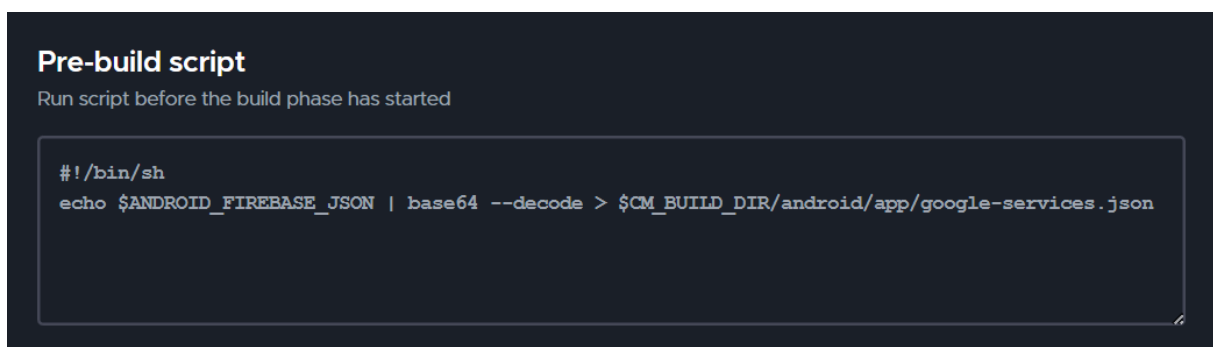 Pre-build script
Run script before the build phase has started
#!/bin/sh
echo $ANDROID_FIREBASE_JSON | base64 --decode > $CM_BUILD_DIR/android/app/google-services.json